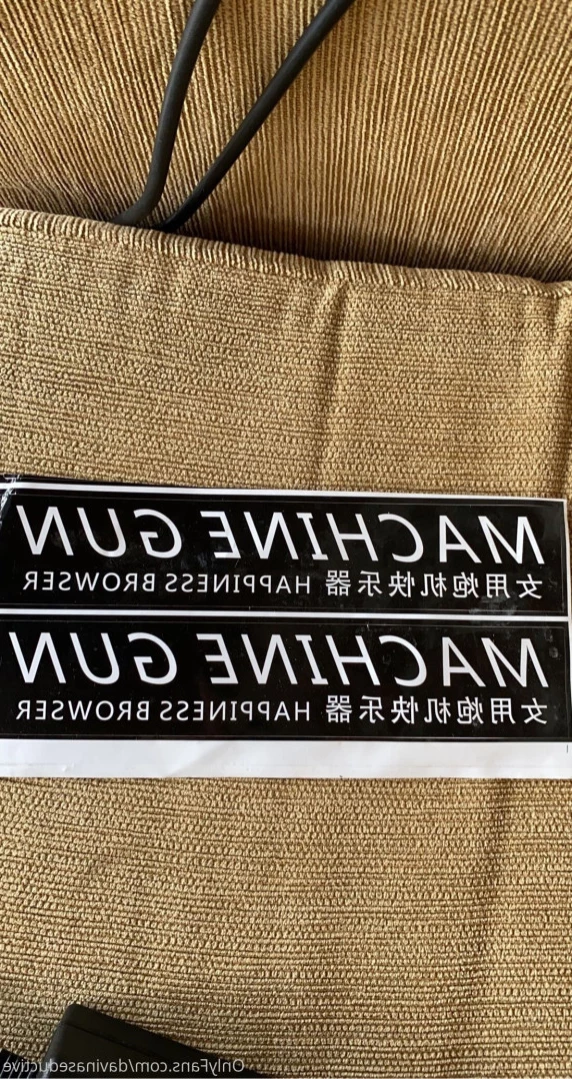 MACHINE GUN
女用炮机快乐器 HAPPINESS BROWSER
MACHINE GUN
女用炮机快乐器 HAPPINESS BROWSER
OnlyFans.com/davinaseductive